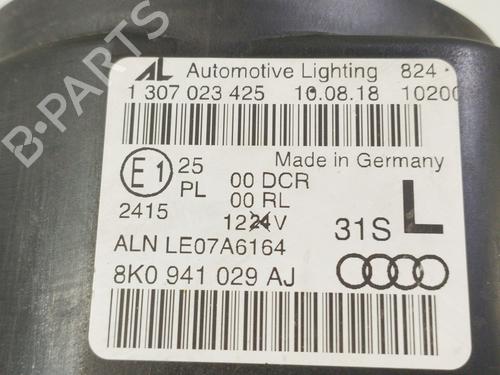 AL Automotive Lighting 824
1 307 023 425 10.08.18 10200
E1 25 PL 00 DCR 00 RL
Made in Germany
2415 1224V 31S L
ALN LE07A6164
8K0 941 029 AJ
B-PARTS